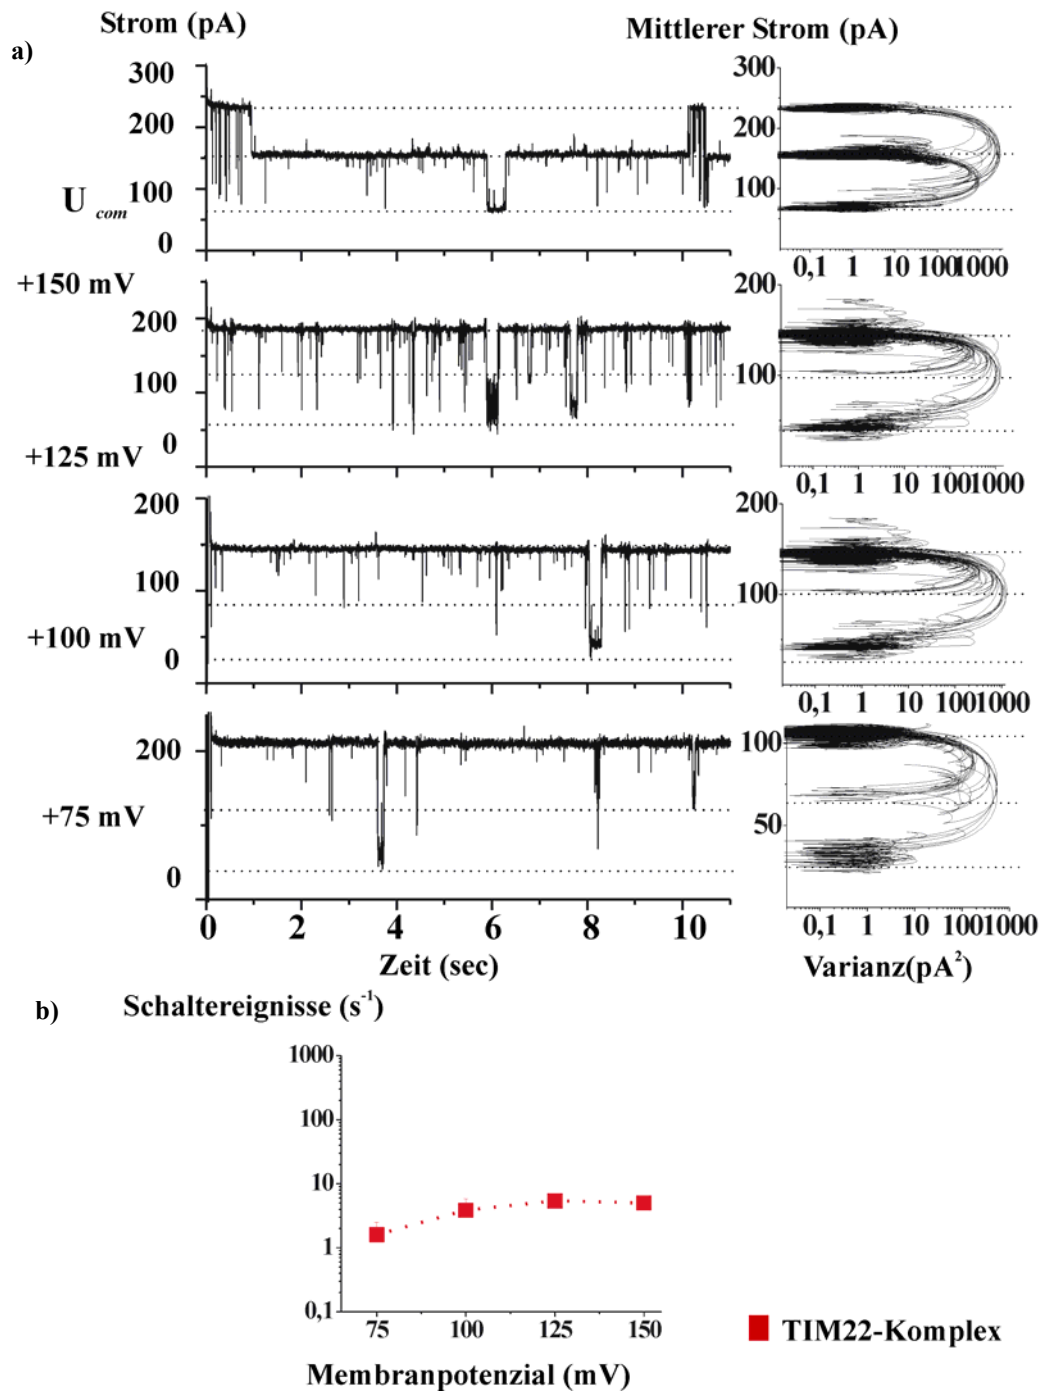 Strom (pA)
Mittlerer Strom (pA)
a)
300
200
100
0
U com
300
200
100
0,1 1 10 100 1000
+150 mV
200
100
0
200
100
0,1 1 10 100 1000
+125 mV
200
100
0
200
100
0,1 1 10 100 1000
+100 mV
200
0
100
50
0,1 1 10 100 1000
+75 mV
0 2 4 6 8 10
Zeit (sec)
Varianz(pA²)
b)
Schaltereignisse (s⁻¹)
1000
100
10
1
0,1
75 100 125 150
Membranpotenzial (mV)
TIM22-Komplex